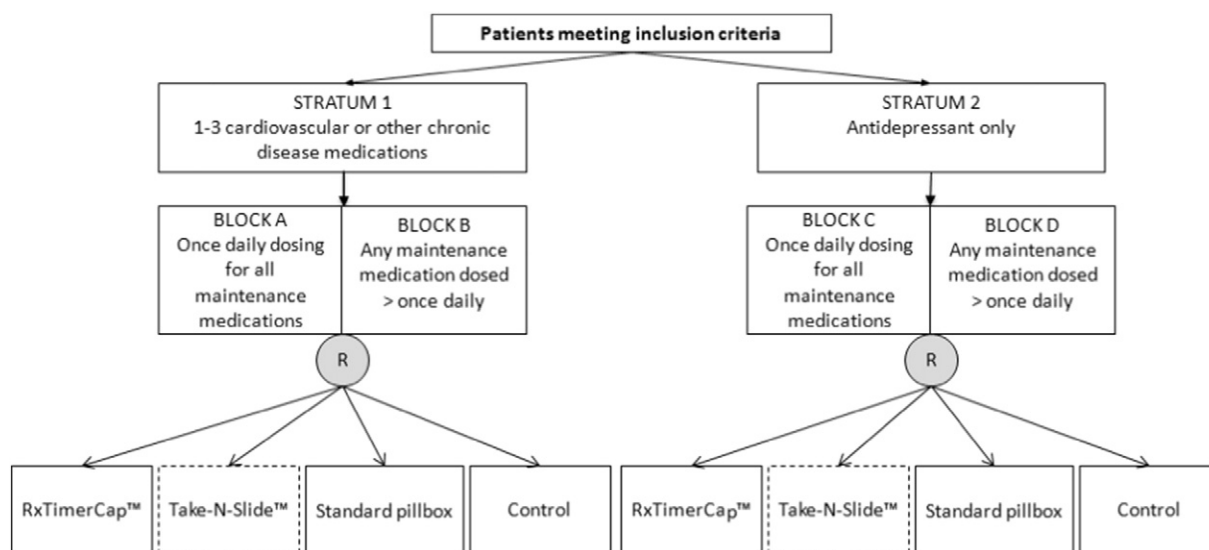 Patients meeting inclusion criteria
STRATUM 1
1-3 cardiovascular or other chronic
disease medications
STRATUM 2
Antidepressant only
BLOCK A
Once daily dosing
for all
maintenance
medications
BLOCK B
Any maintenance
medication dosed
> once daily
BLOCK C
Once daily dosing
for all
maintenance
medications
BLOCK D
Any maintenance
medication dosed
> once daily
R
R
RxTimerCap™
Take-N-Slide™
Standard pillbox
Control
RxTimerCap™
Take-N-Slide™
Standard pillbox
Control